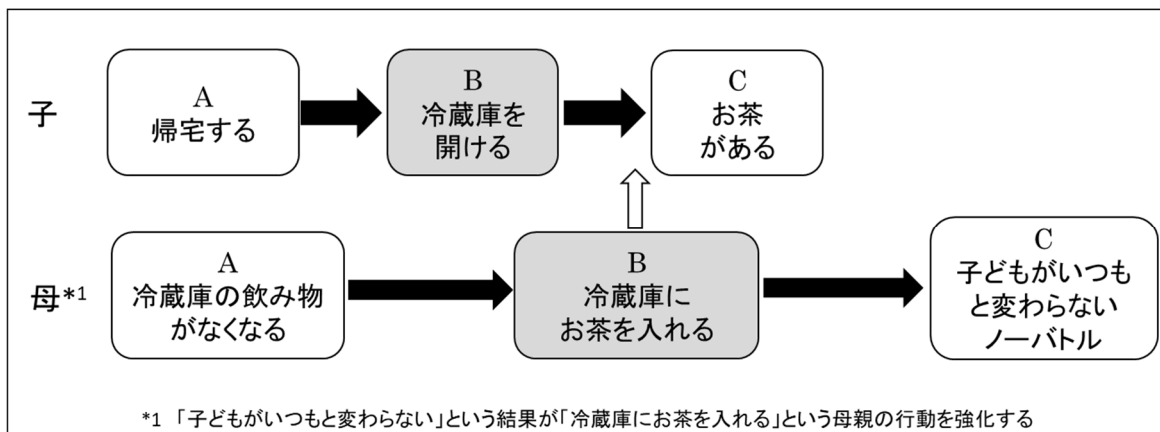 子
A
帰宅する
B
冷蔵庫を
開ける
C
お茶
がある
母*1
A
冷蔵庫の飲み物
がなくなる
B
冷蔵庫に
お茶を入れる
C
子どもがいつも
と変わらない
ノーバトル
*1 「子どもがいつもと変わらない」という結果が「冷蔵庫にお茶を入れる」という母親の行動を強化する